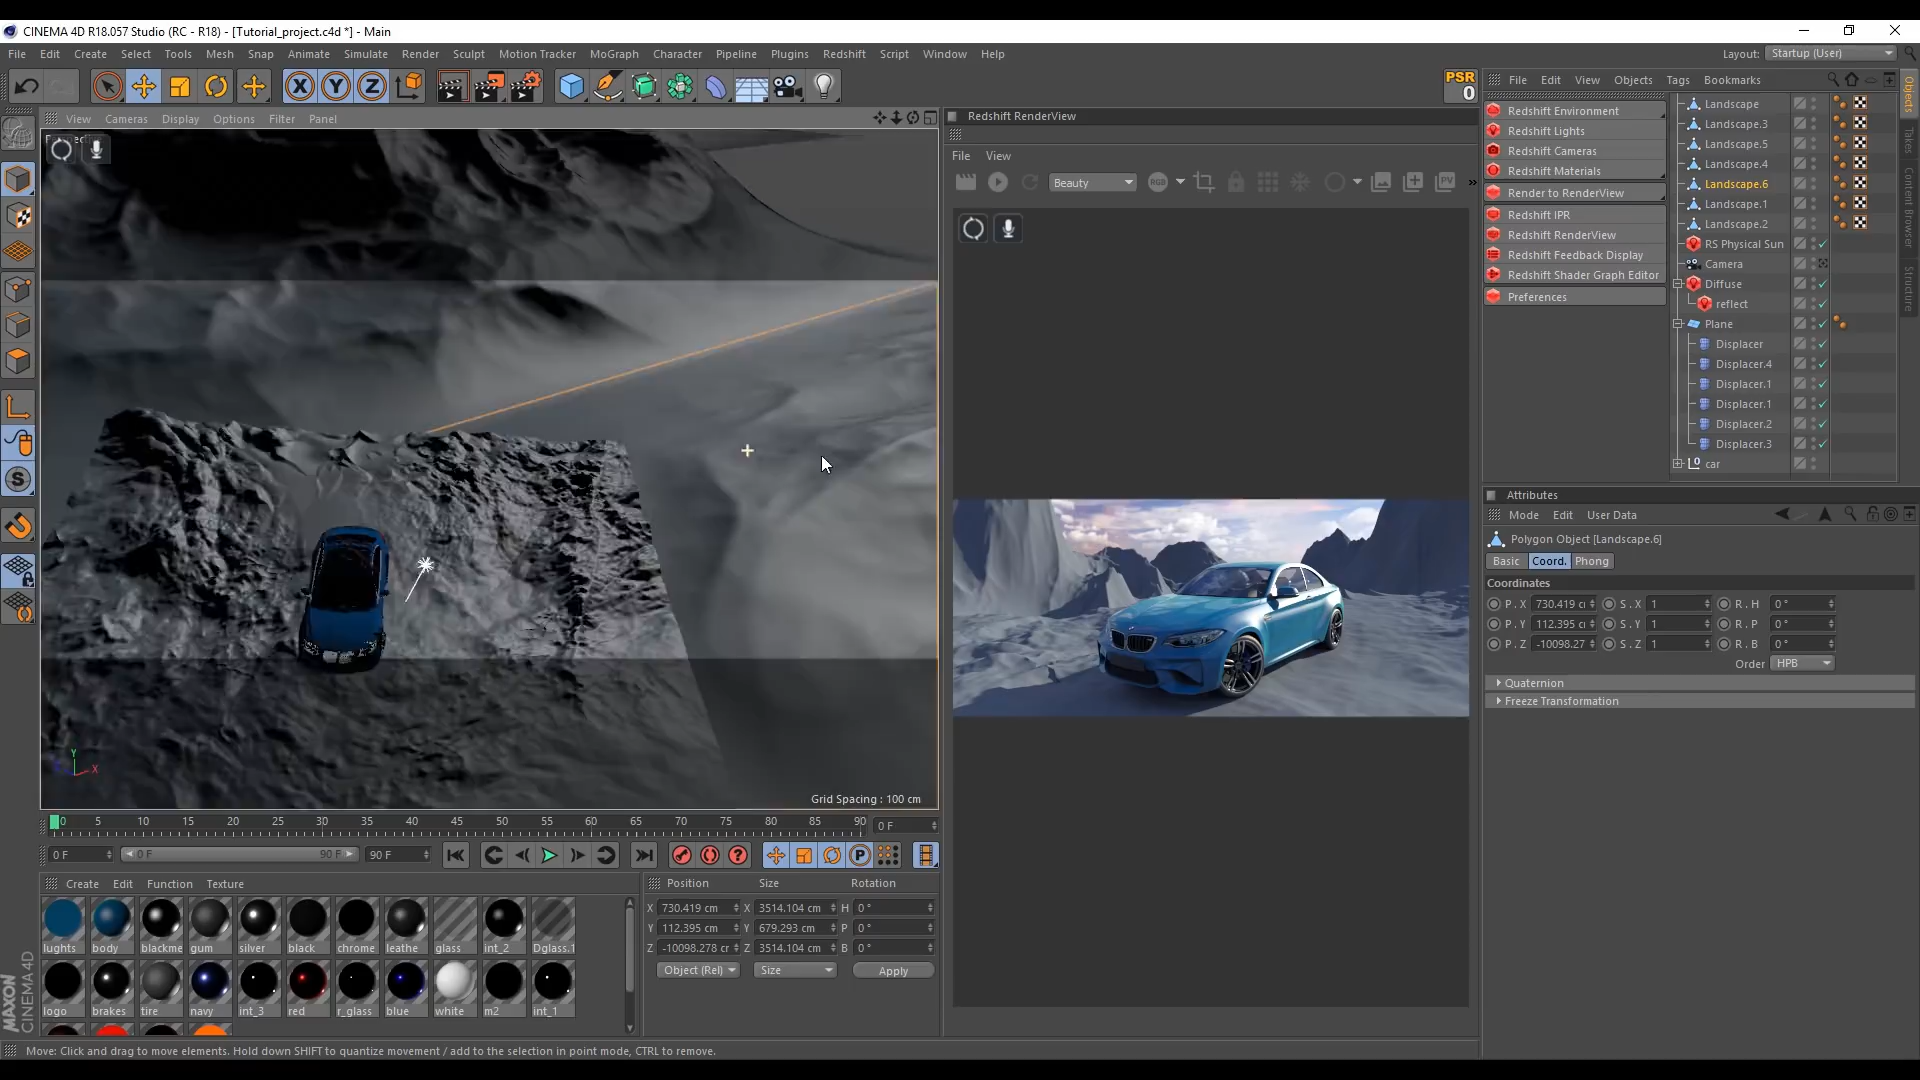 CINEMA 4D R18.057 Studio (RC - R18) - [Tutorial_project.c4d *] - Main
File Edit Create Select Tools Mesh Snap Animate Simulate Render Sculpt Motion Tracker MoGraph Character Pipeline Plugins Redshift Script Window Help
Layout: Startup (User)
X Y Z
PSR
0
File Edit View Objects Tags Bookmarks
View Cameras Display Options Filter Panel
Redshift RenderView
File View
Beauty
RGB
PV
Redshift Environment
Redshift Lights
Redshift Cameras
Redshift Materials
Render to RenderView
Redshift IPR
Redshift RenderView
Redshift Feedback Display
Redshift Shader Graph Editor
Preferences
Landscape
Landscape.3
Landscape.5
Landscape.4
Landscape.6
Landscape.1
Landscape.2
RS Physical Sun
Camera
Diffuse
reflect
Plane
Displacer
Displacer.4
Displacer.1
Displacer.1
Displacer.2
Displacer.3
car
Objects
Takes
Content Browser
Structure
Attributes
Mode Edit User Data
Polygon Object [Landscape.6]
Basic Coord. Phong
Coordinates
P . X 730.419 S . X 1 R . H 0 °
P . Y 112.395 S . Y 1 R . P 0 °
P . Z -10098.27 S . Z 1 R . B 0 °
Order HPB
Quaternion
Freeze Transformation
Y
X
Grid Spacing : 100 cm
0 5 10 15 20 25 30 35 40 45 50 55 60 65 70 75 80 85 90 0 F
0 F 0 F 90 F 90 F
Create Edit Function Texture
lughts body blackme gum silver black chrome leathe glass int_2 Dglass.1
logo brakes tire navy int_3 red r_glass blue white m2 int_1
Position Size Rotation
X 730.419 cm X 3514.104 cm H 0 °
Y 112.395 cm Y 679.293 cm P 0 °
Z -10098.278 cr Z 3514.104 cm B 0 °
Object (Rel) Size Apply
MAXON
CINEMA 4D
Move: Click and drag to move elements. Hold down SHIFT to quantize movement / add to the selection in point mode, CTRL to remove.